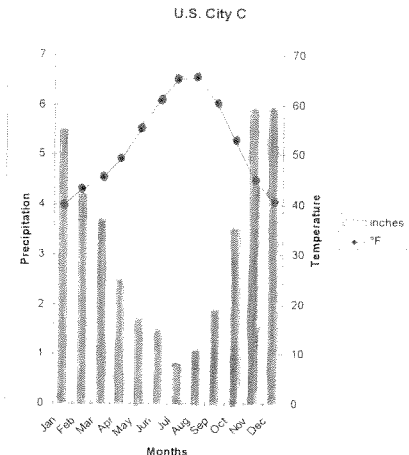 U.S. City C
7
6
5
4
3
2
1
0
Precipitation
70
60
50
40
30
20
10
0
Temperature
inches
°F
Jan Feb Mar Apr May Jun Jul Aug Sep Oct Nov Dec
Months